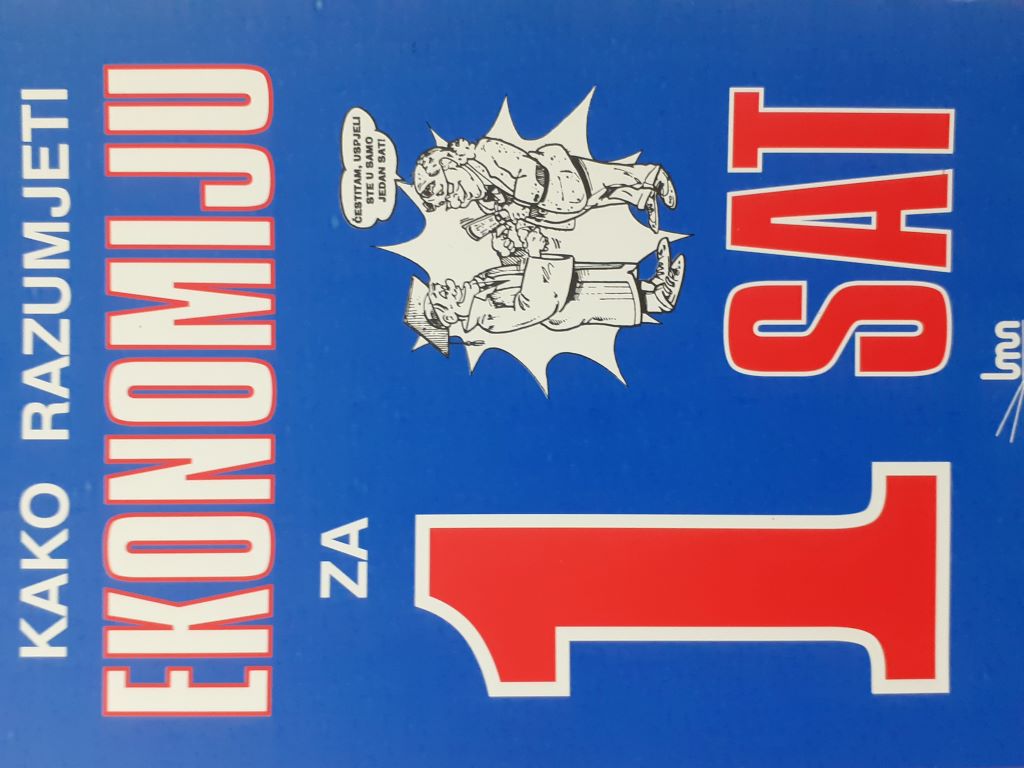 KAKO RAZUMJETI
EKONOMIJU
ZA
1
SAT
ČESTITAM, USPJELI
STE U SAMO
JEDAN SAT!